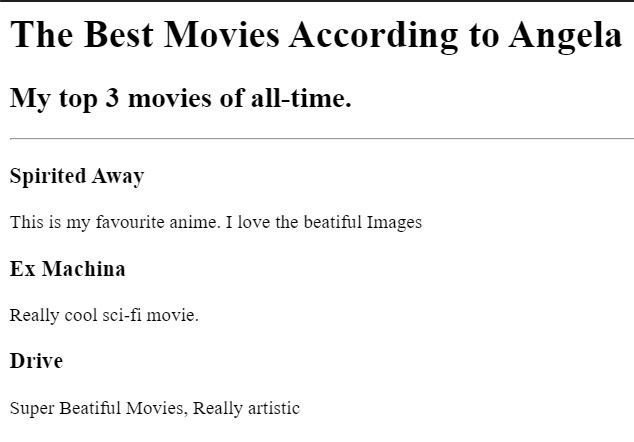 The Best Movies According to Angela
My top 3 movies of all-time.
Spirited Away
This is my favourite anime. I love the beatiful Images
Ex Machina
Really cool sci-fi movie.
Drive
Super Beatiful Movies, Really artistic